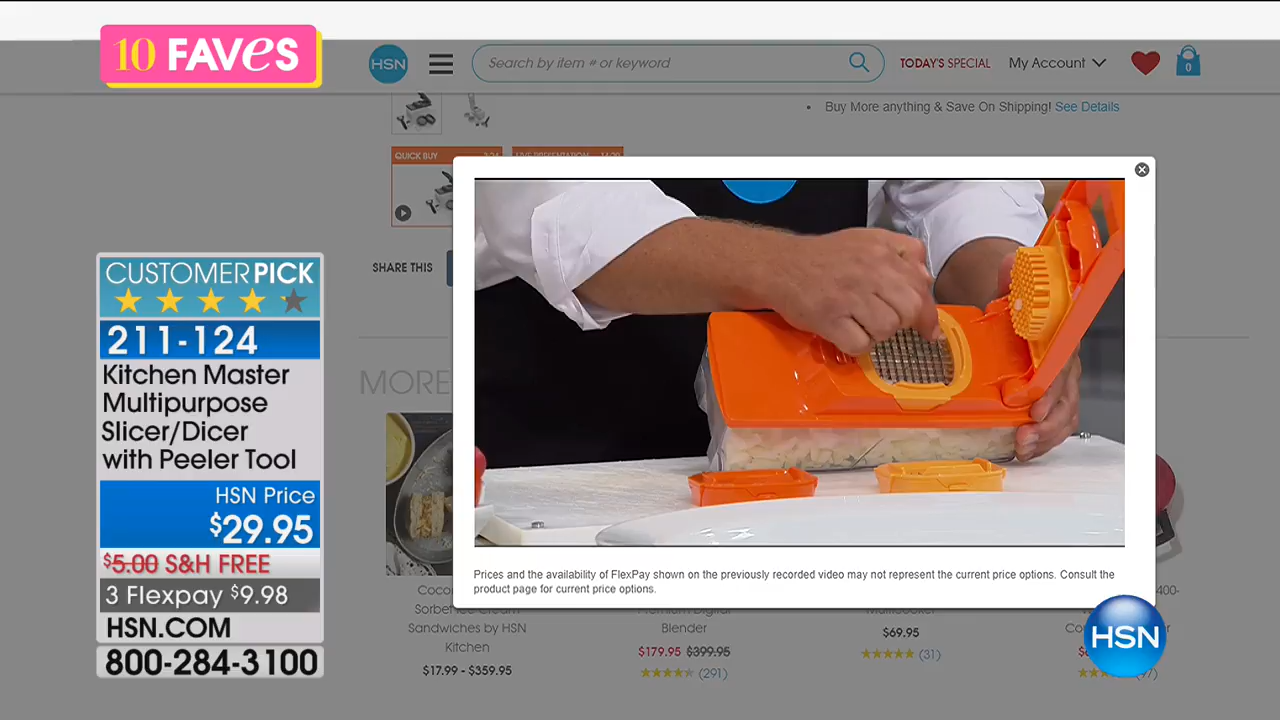 10 FAVeS
HSN
Search by item # or keyword
TODAY'S SPECIAL
My Account
0
Buy More anything & Save On Shipping! See Details
QUICK BUY
SHARE THIS
CUSTOMER PICK
211-124
Kitchen Master
Multipurpose
Slicer/Dicer
with Peeler Tool
HSN Price
$29.95
$5.00 S&H FREE
3 Flexpay $9.98
HSN.COM
800-284-3100
MORE
Prices and the availability of FlexPay shown on the previously recorded video may not represent the current price options. Consult the
product page for current price options.
Sandwiches by HSN
Kitchen
$17.99 - $359.95
Blender
$179.95 $399.95
(291)
$69.95
(31)
HSN